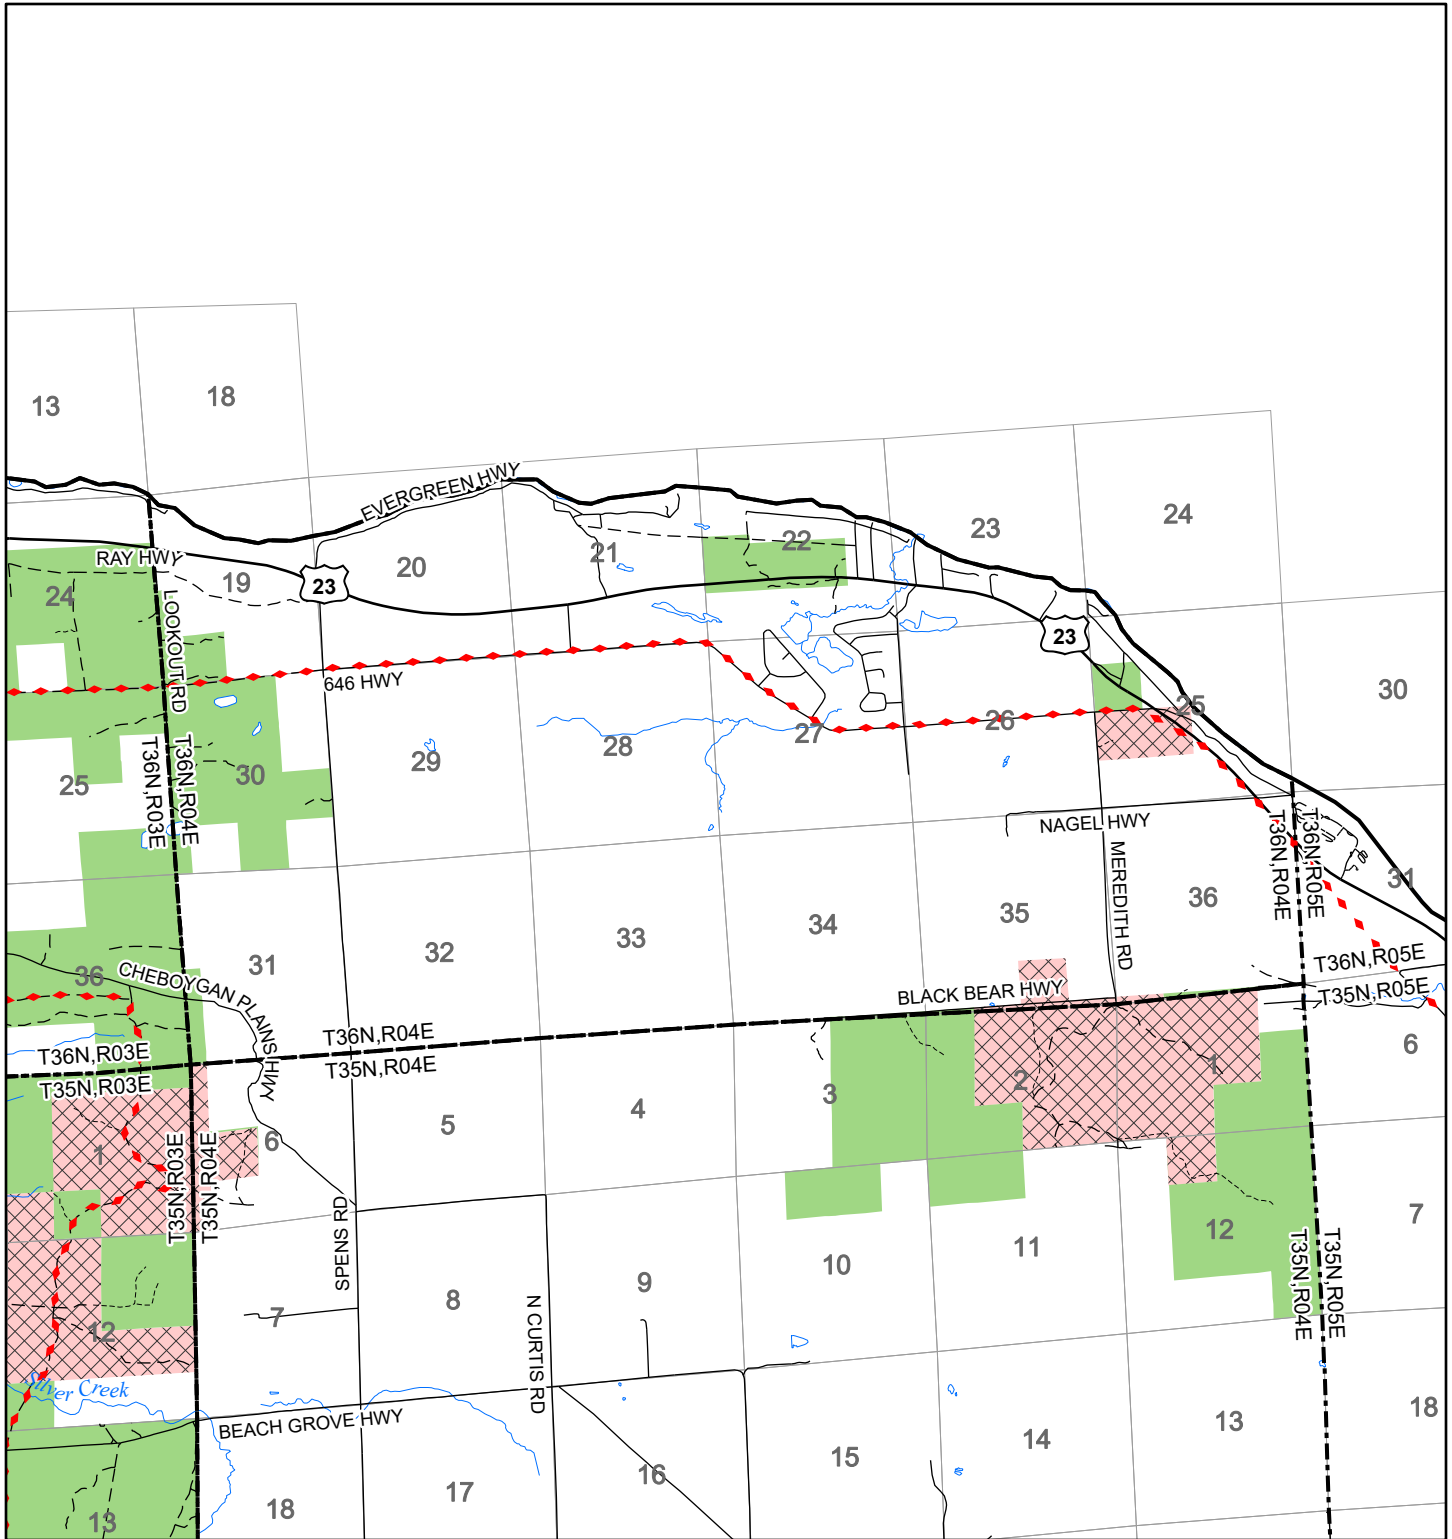 18
13
EVERGREEN HWY
24
23
22
21
20
RAY HWY
19
23
24
23
LOOKOUT RD
646 HWY
30
25
26
27
28
29
T36N,R03E
T36N,R04E
30
25
NAGEL HWY
T36N,R04E
T36N,R05E
31
MEREDITH RD
36
35
34
33
32
31
36
CHEBOYGAN PLAINS HWY
T36N,R05E
T35N,R05E
BLACK BEAR HWY
T36N,R04E
T35N,R04E
T36N,R03E
T35N,R03E
6
1
2
3
4
5
6
1
T35N,R03E
T35N,R04E
SPENS RD
7
12
11
10
9
8
7
12
T35N,R04E
T35N,R05E
N CURTIS RD
Silver Creek
BEACH GROVE HWY
18
13
14
15
16
17
18
13